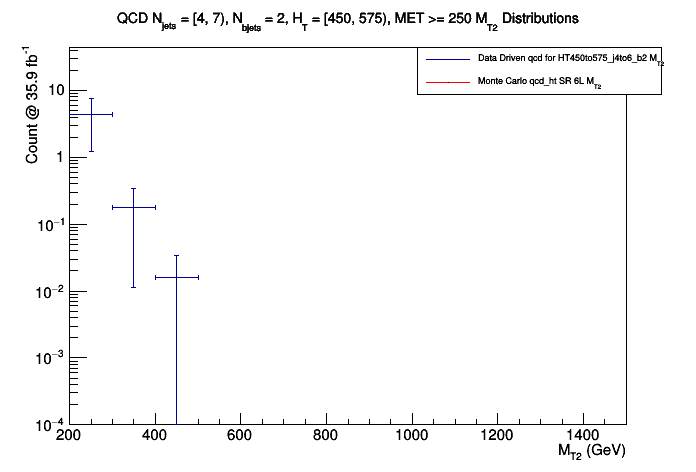 QCD N_jets = [4, 7), N_bjets = 2, H_T = [450, 575), MET >= 250 M_T2 Distributions
Data Driven qcd for HT450to575_j4to6_b2 M_T2
Monte Carlo qcd_ht SR 6L M_T2
Count @ 35.9 fb^-1
10
1
10^−1
10^−2
10^−3
10^−4
200 400 600 800 1000 1200 1400
M_T2 (GeV)